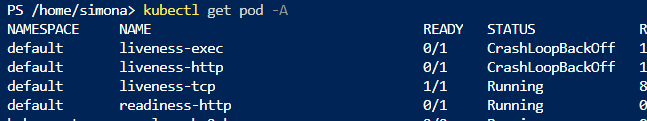 PS /home/simona> kubectl get pod -A
NAMESPACE NAME READY STATUS R
default liveness-exec 0/1 CrashLoopBackOff 1
default liveness-http 0/1 CrashLoopBackOff 1
default liveness-tcp 1/1 Running 8
default readiness-http 0/1 Running 0